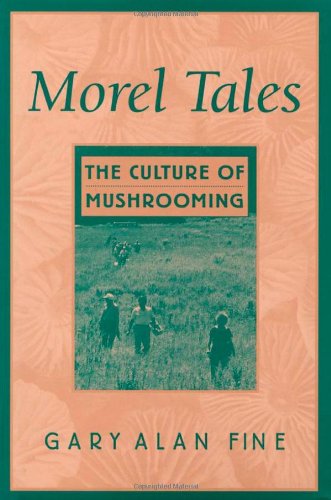 Morel Tales
THE CULTURE OF
MUSHROOMING
GARY ALAN FINE